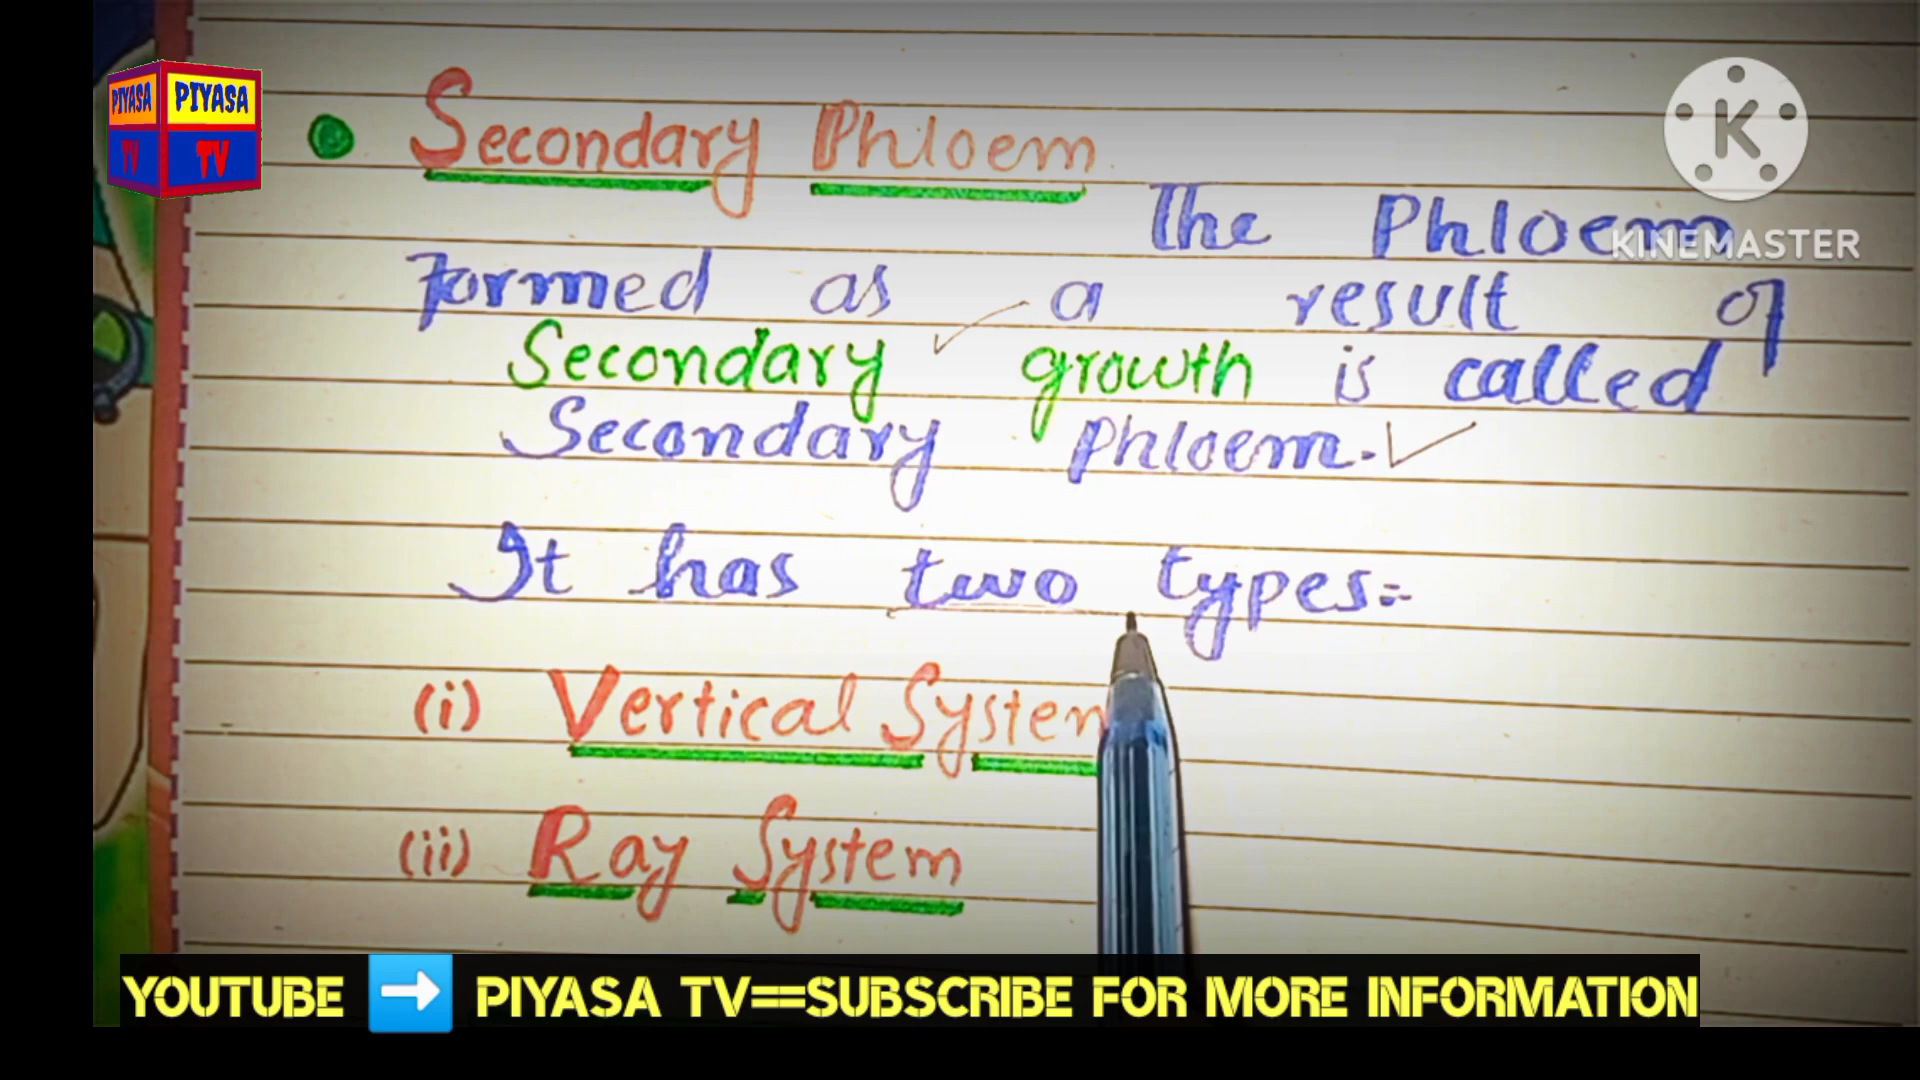 PIYASA PIYASA
TV TV
K
KINEMASTER
Secondary Phloem
The Phloem
formed as a result of
Secondary growth is called
Secondary Phloem.
It has two types:-
(i) Vertical System
(ii) Ray System
YOUTUBE ➡ PIYASA TV==SUBSCRIBE FOR MORE INFORMATION